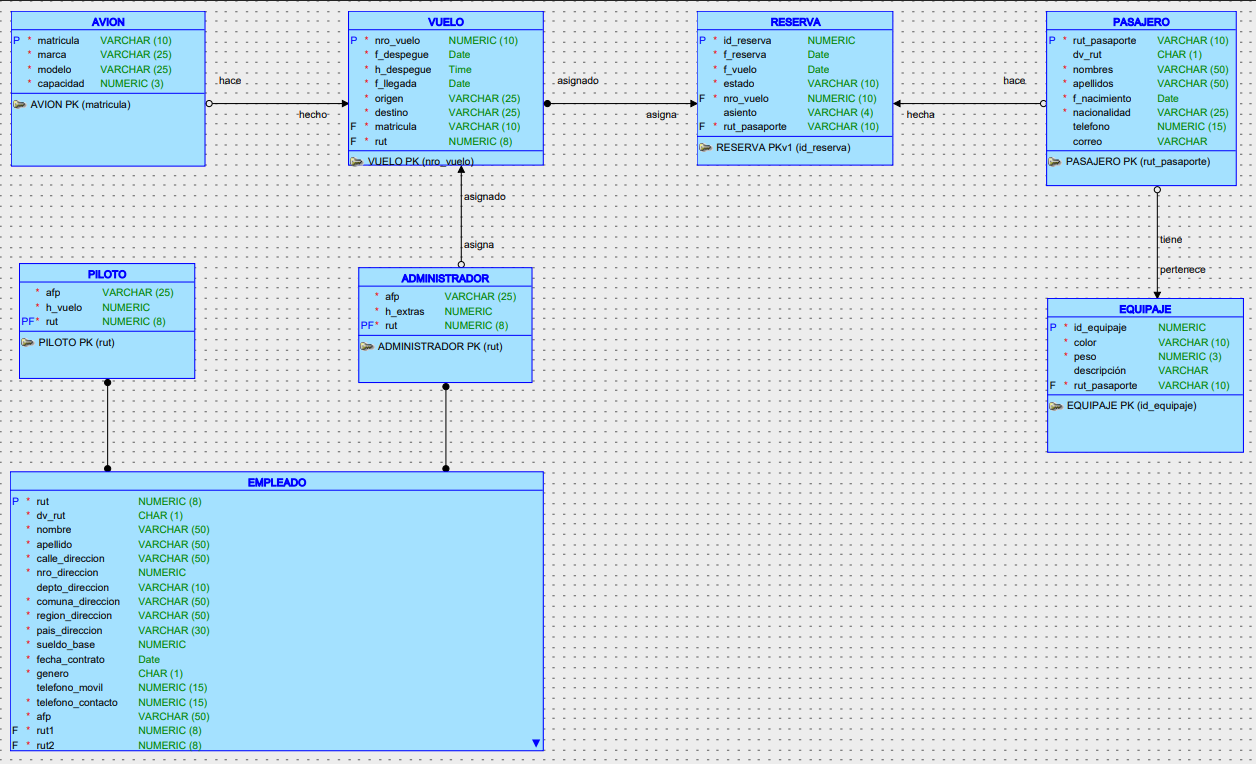 AVION
P * matricula VARCHAR (10)
* marca VARCHAR (25)
* modelo VARCHAR (25)
* capacidad NUMERIC (3)
AVION PK (matricula)
hace
hecho
VUELO
P * nro_vuelo NUMERIC (10)
* f_despegue Date
* h_despegue Time
* f_llegada Date
* origen VARCHAR (25)
* destino VARCHAR (25)
F * matricula VARCHAR (10)
F * rut NUMERIC (8)
VUELO PK (nro_vuelo)
asignado
asigna
RESERVA
P * id_reserva NUMERIC
* f_reserva Date
* f_vuelo Date
* estado VARCHAR (10)
F * nro_vuelo NUMERIC (10)
asiento VARCHAR (4)
F * rut_pasaporte VARCHAR (10)
RESERVA PKv1 (id_reserva)
hace
hecha
PASAJERO
P * rut_pasaporte VARCHAR (10)
dv_rut CHAR (1)
* nombres VARCHAR (50)
* apellidos VARCHAR (50)
* f_nacimiento Date
* nacionalidad VARCHAR (25)
telefono NUMERIC (15)
correo VARCHAR
PASAJERO PK (rut_pasaporte)
asignado
asigna
tiene
pertenece
PILOTO
* afp VARCHAR (25)
* h_vuelo NUMERIC
PF* rut NUMERIC (8)
PILOTO PK (rut)
ADMINISTRADOR
* afp VARCHAR (25)
* h_extras NUMERIC
PF* rut NUMERIC (8)
ADMINISTRADOR PK (rut)
EQUIPAJE
P * id_equipaje NUMERIC
* color VARCHAR (10)
* peso NUMERIC (3)
descripción VARCHAR
F * rut_pasaporte VARCHAR (10)
EQUIPAJE PK (id_equipaje)
EMPLEADO
P * rut NUMERIC (8)
* dv_rut CHAR (1)
* nombre VARCHAR (50)
* apellido VARCHAR (50)
* calle_direccion VARCHAR (50)
* nro_direccion NUMERIC
depto_direccion VARCHAR (10)
* comuna_direccion VARCHAR (50)
* region_direccion VARCHAR (50)
* pais_direccion VARCHAR (30)
* sueldo_base NUMERIC
* fecha_contrato Date
* genero CHAR (1)
telefono_movil NUMERIC (15)
* telefono_contacto NUMERIC (15)
* afp VARCHAR (50)
F * rut1 NUMERIC (8)
F * rut2 NUMERIC (8)